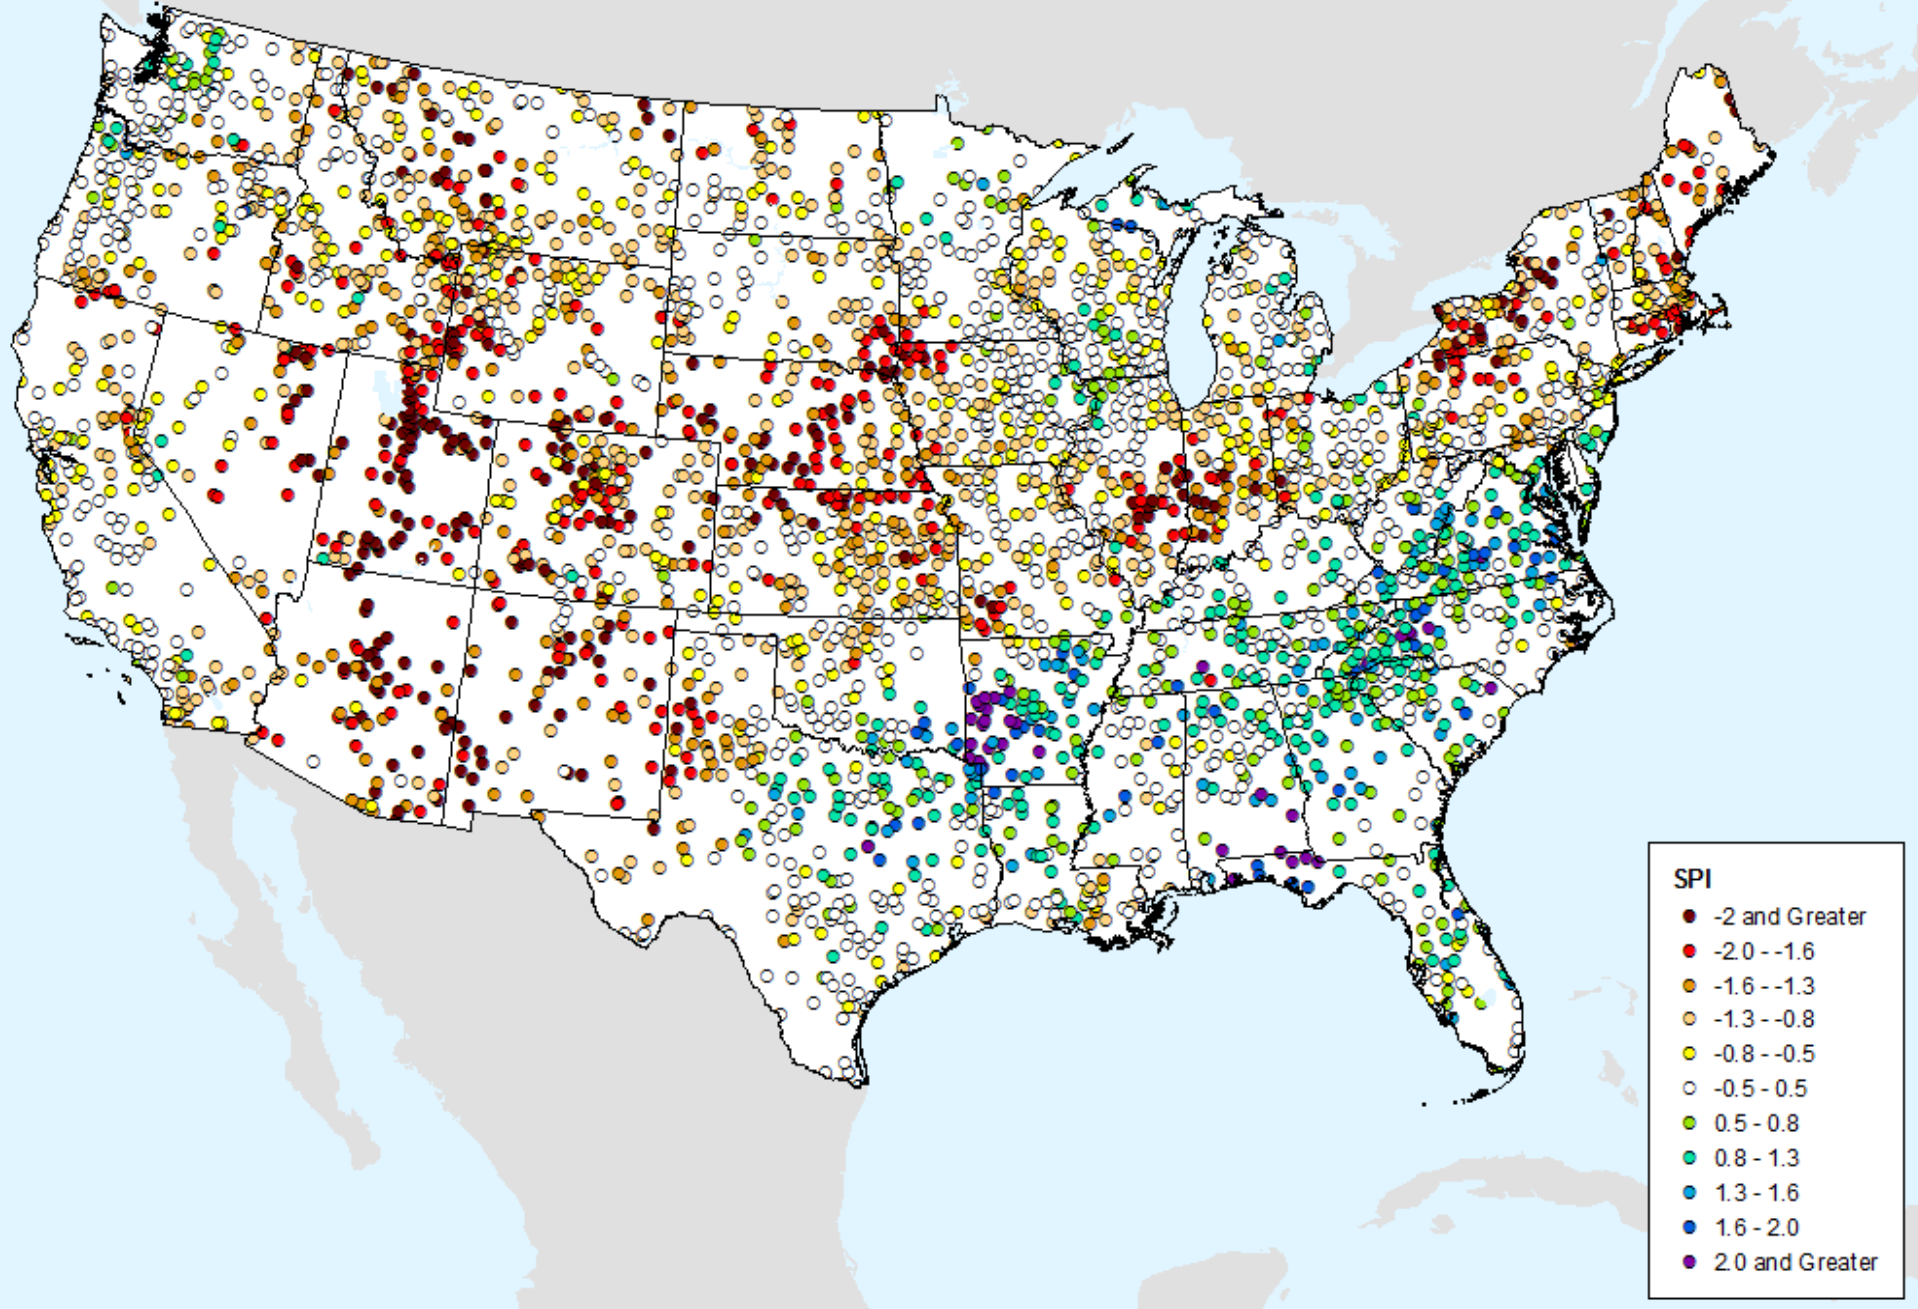 SPI
-2 and Greater
-2.0 - -1.6
-1.6 - -1.3
-1.3 - -0.8
-0.8 - -0.5
-0.5 - 0.5
0.5 - 0.8
0.8 - 1.3
1.3 - 1.6
1.6 - 2.0
2.0 and Greater